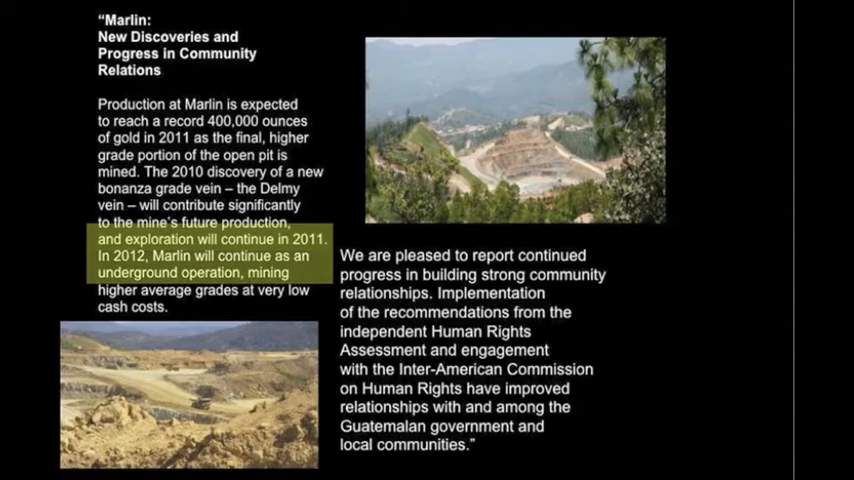 “Marlin:
New Discoveries and
Progress in Community
Relations
Production at Marlin is expected
to reach a record 400,000 ounces
of gold in 2011 as the final, higher
grade portion of the open pit is
mined. The 2010 discovery of a new
bonanza grade vein – the Delmy
vein – will contribute significantly
to the mine’s future production,
and exploration will continue in 2011.
In 2012, Marlin will continue as an
underground operation, mining
higher average grades at very low
cash costs.
We are pleased to report continued
progress in building strong community
relationships. Implementation
of the recommendations from the
independent Human Rights
Assessment and engagement
with the Inter-American Commission
on Human Rights have improved
relationships with and among the
Guatemalan government and
local communities.”